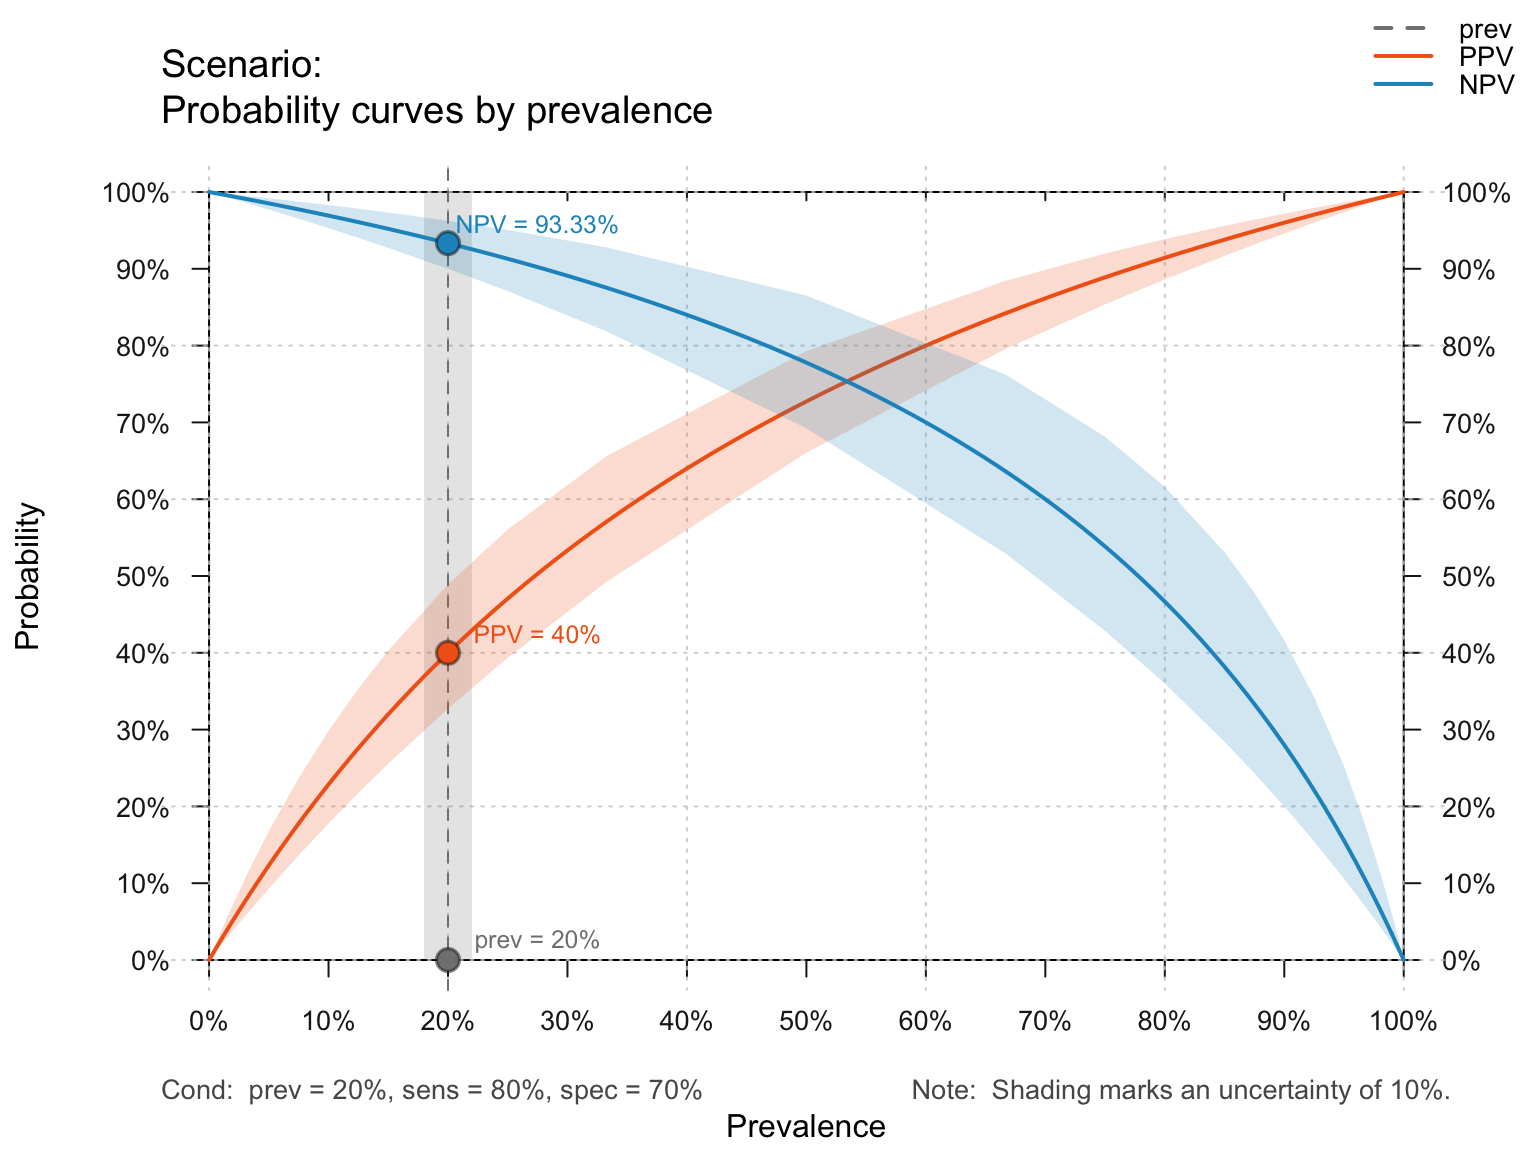 prev
PPV
NPV
Scenario:
Probability curves by prevalence
100%
90%
80%
70%
60%
50%
40%
30%
20%
10%
0%
Probability
NPV = 93.33%
PPV = 40%
prev = 20%
100%
90%
80%
70%
60%
50%
40%
30%
20%
10%
0%
0% 10% 20% 30% 40% 50% 60% 70% 80% 90% 100%
Cond:  prev = 20%, sens = 80%, spec = 70%
Note:  Shading marks an uncertainty of 10%.
Prevalence